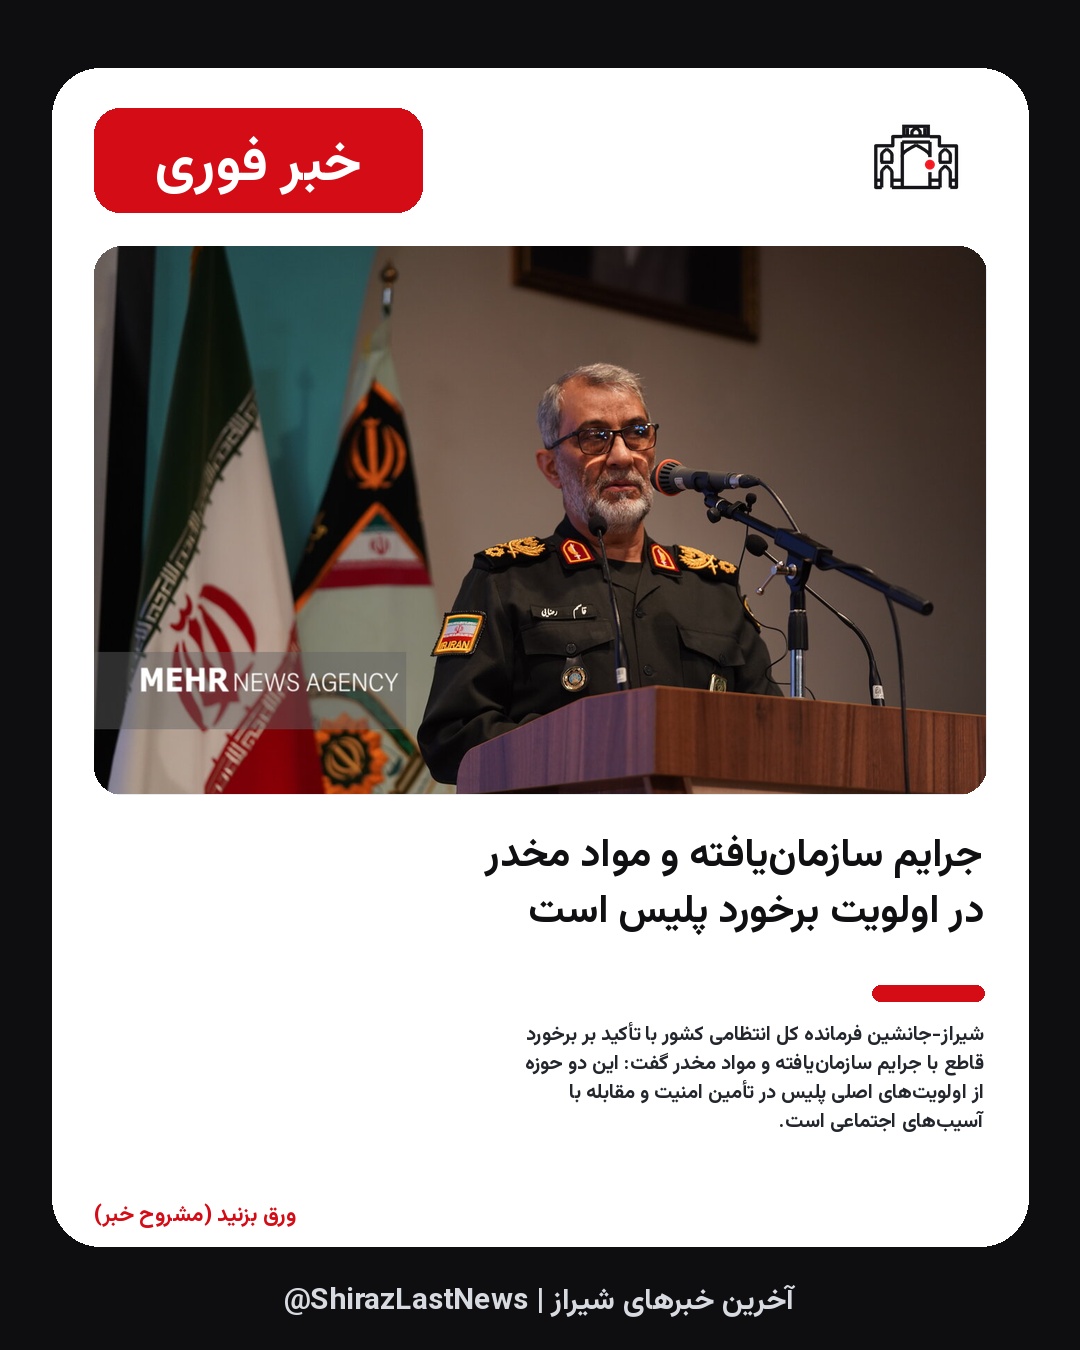 خبر فوری
قاسم رضایی
I.R.IRAN
MEHR NEWS AGENCY
جرایم سازمان‌یافته و مواد مخدر
در اولویت برخورد پلیس است
شیراز-جانشین فرمانده کل انتظامی کشور با تأکید بر برخورد
قاطع با جرایم سازمان‌یافته و مواد مخدر گفت: این دو حوزه
از اولویت‌های اصلی پلیس در تأمین امنیت و مقابله با
آسیب‌های اجتماعی است.
ورق بزنید (مشروح خبر)
آخرین خبرهای شیراز | @ShirazLastNews